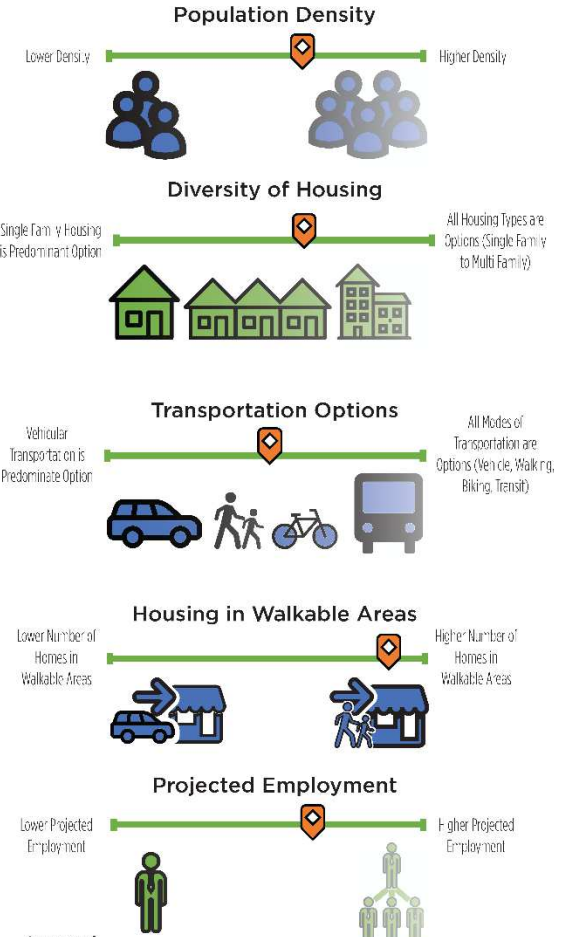 Population Density
Lower Density
Higher Density
Diversity of Housing
Single Family Housing
is Predominant Option
All Housing Types are
Options (Single Family
to Multi Family)
Transportation Options
Vehicular
Transportation is
Predominate Option
All Modes of
Transportation are
Options (Vehicle, Walking,
Biking, Transit)
Housing in Walkable Areas
Lower Number of
Homes in
Walkable Areas
Higher Number of
Homes in
Walkable Areas
Projected Employment
Lower Projected
Employment
Higher Projected
Employment